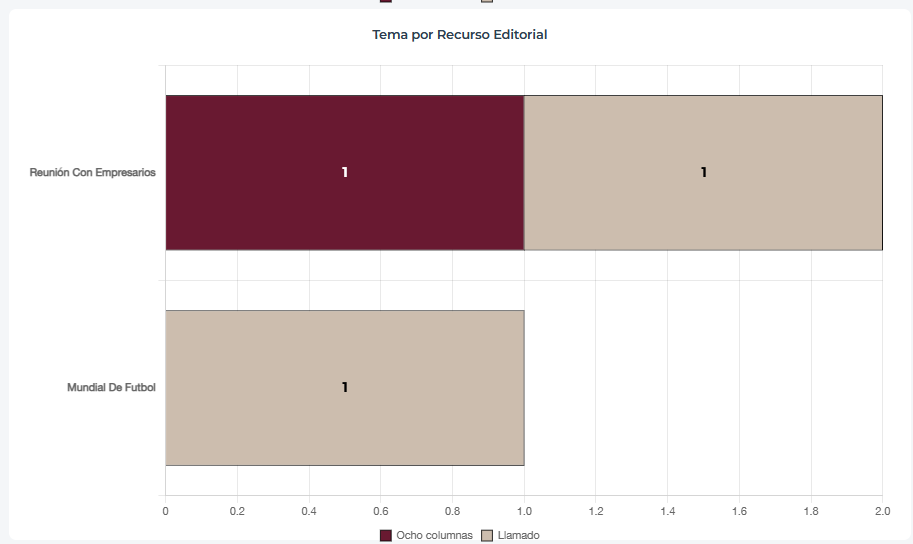 Tema por Recurso Editorial
Reunión Con Empresarios
1
1
Mundial De Futbol
1
0 0.2 0.4 0.6 0.8 1.0 1.2 1.4 1.6 1.8 2.0
Ocho columnas Llamado